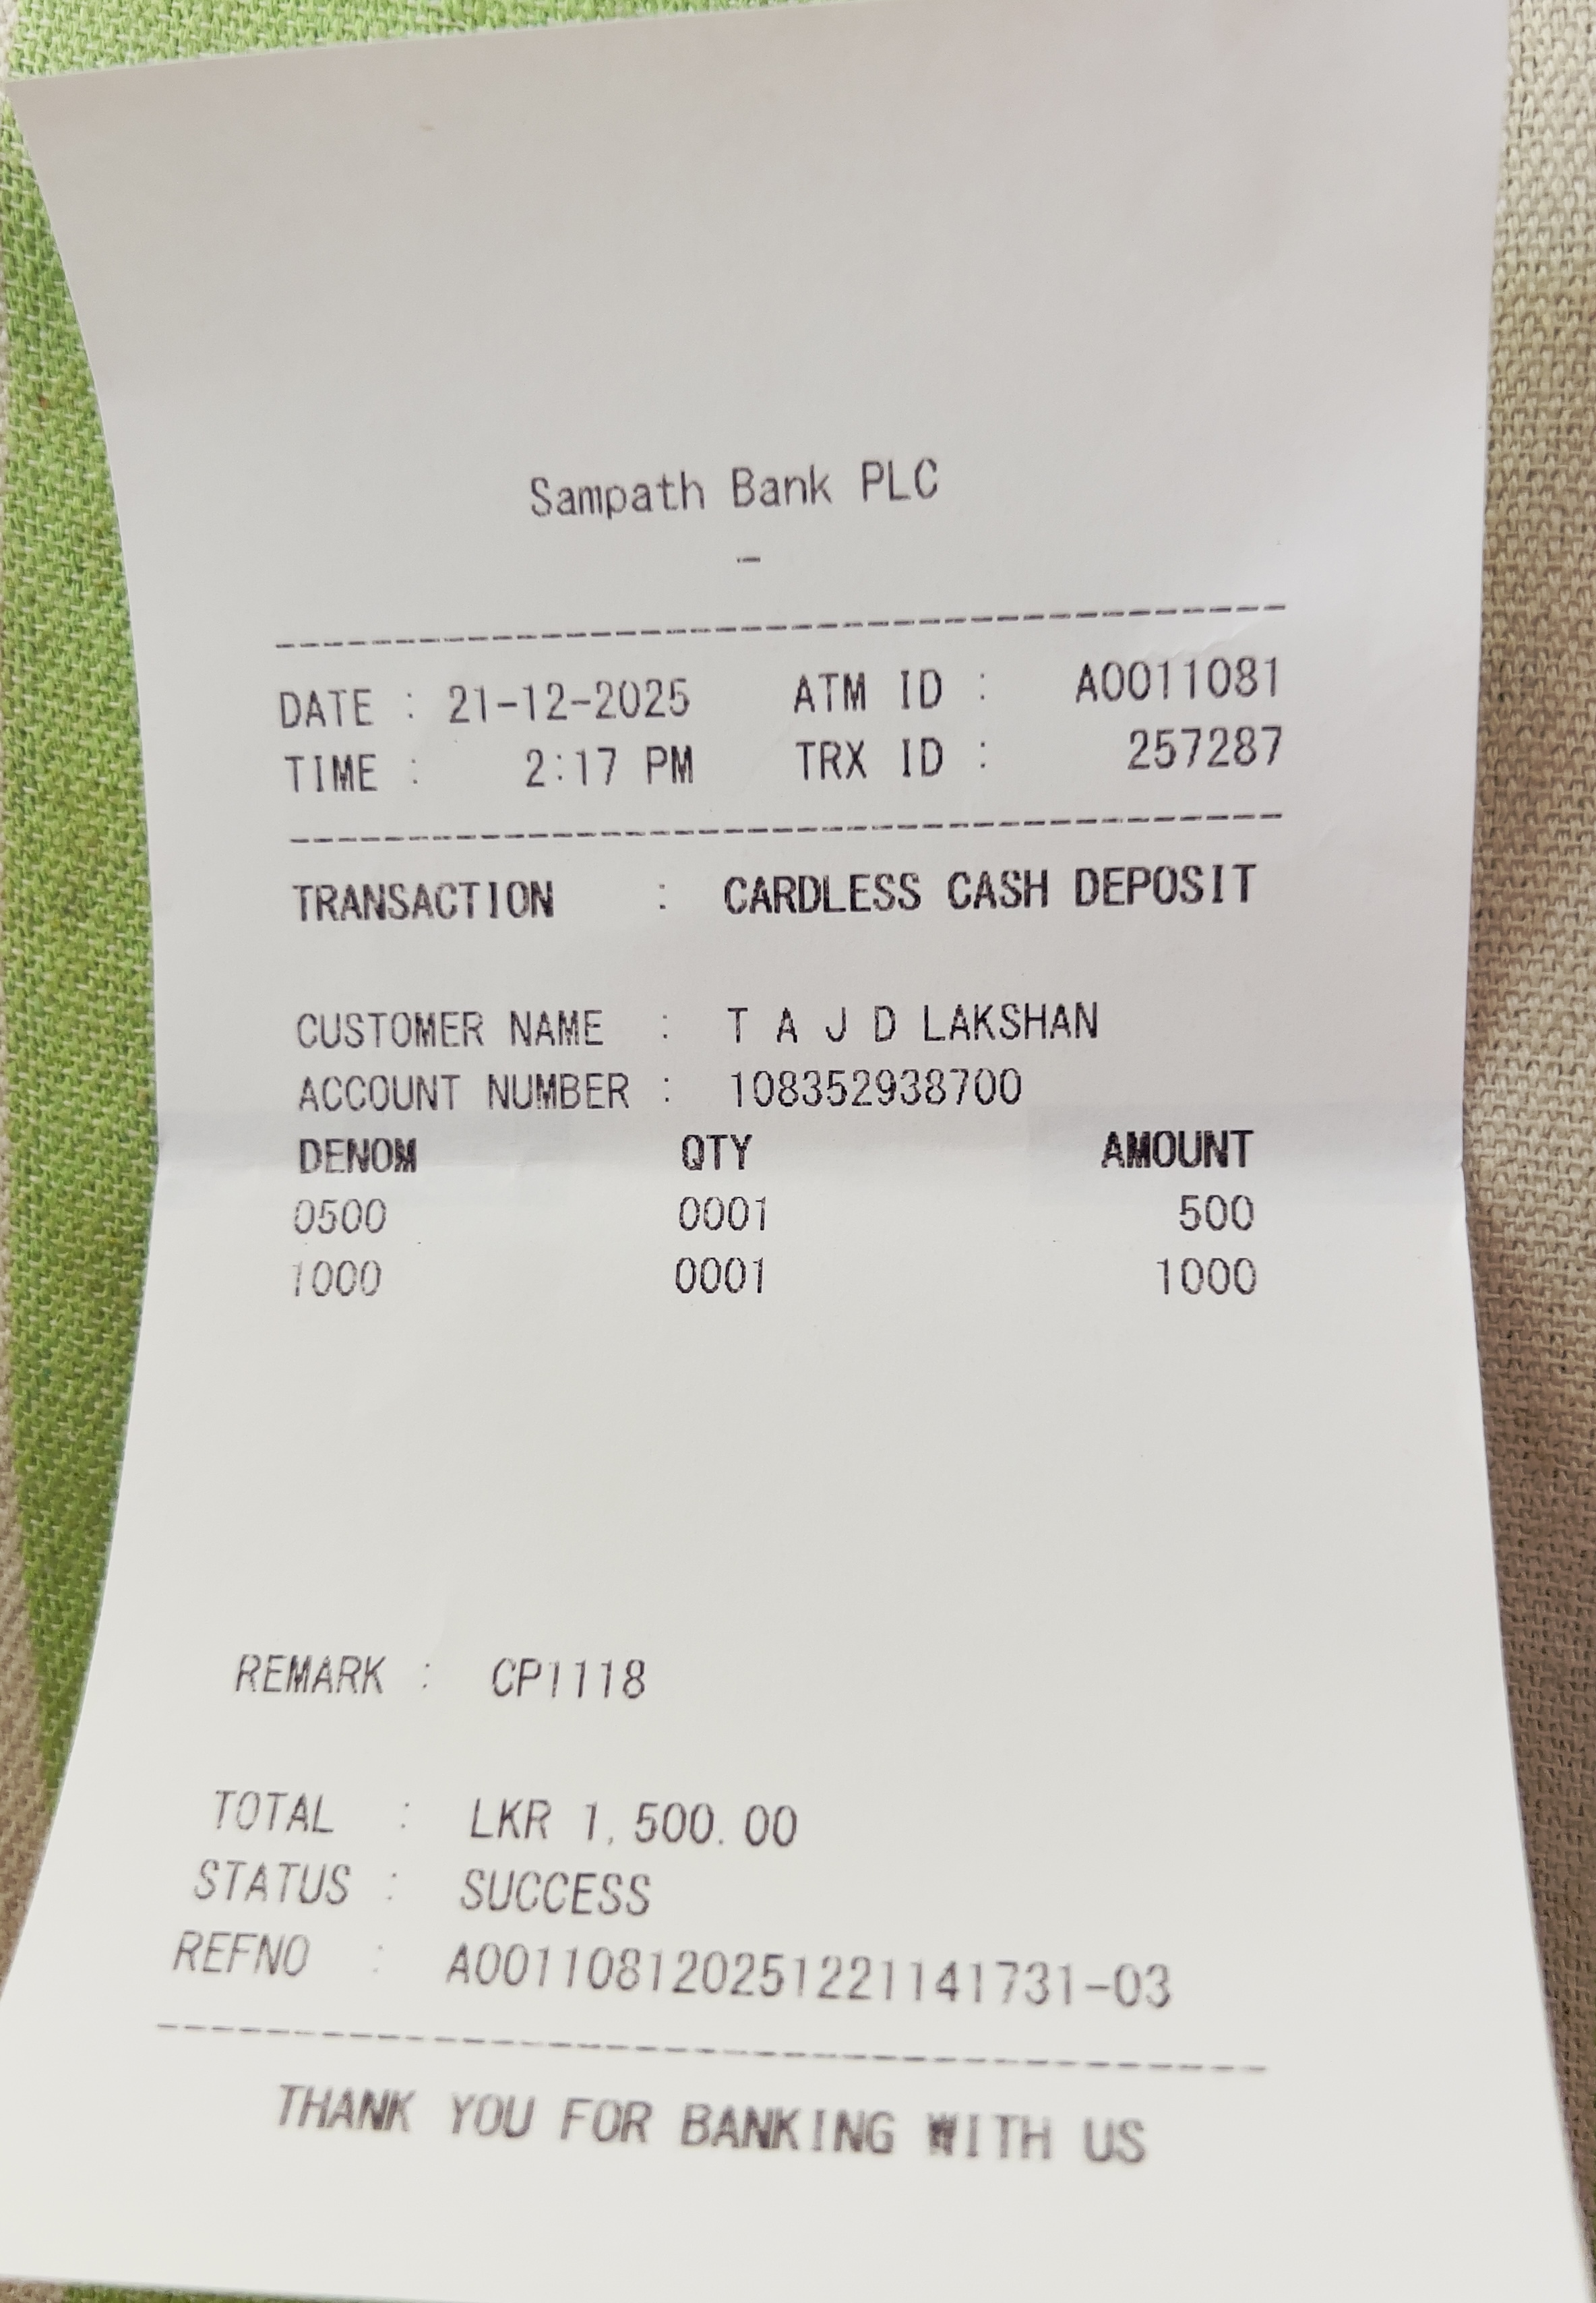 Sampath Bank PLC
-
DATE : 21-12-2025 ATM ID : A0011081
TIME : 2:17 PM TRX ID : 257287
TRANSACTION : CARDLESS CASH DEPOSIT
CUSTOMER NAME : T A J D LAKSHAN
ACCOUNT NUMBER : 108352938700
DENOM QTY AMOUNT
0500 0001 500
1000 0001 1000
REMARK : CP1118
TOTAL : LKR 1,500.00
STATUS : SUCCESS
REFNO : A001108120251221141731-03
THANK YOU FOR BANKING WITH US